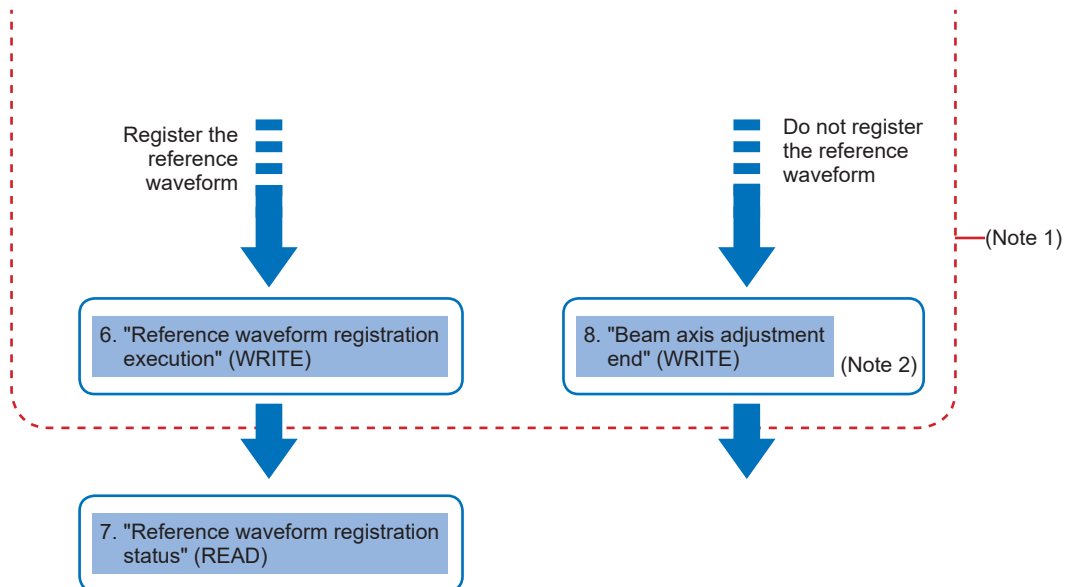 Register the
reference
waveform
Do not register
the reference
waveform
(Note 1)
6. "Reference waveform registration
execution" (WRITE)
8. "Beam axis adjustment
end" (WRITE)
(Note 2)
7. "Reference waveform registration
status" (READ)